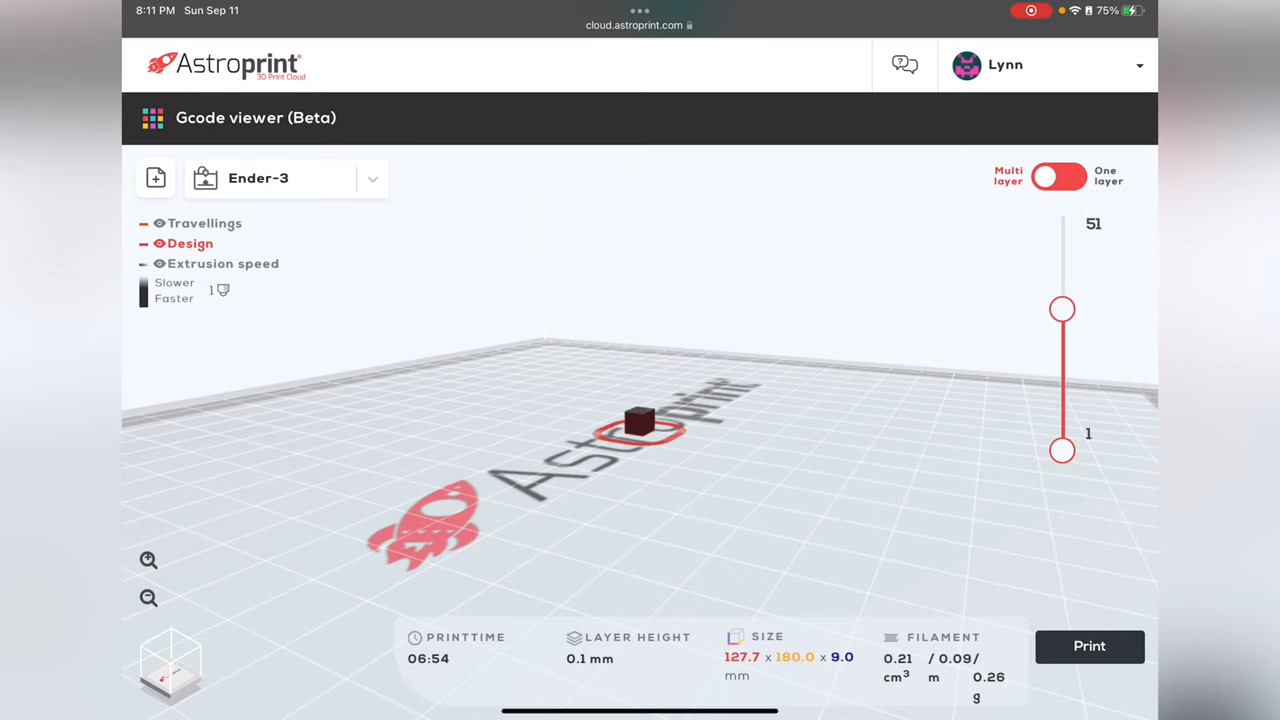 8:11 PM Sun Sep 11
cloud.astroprint.com
75%
Astroprint
3D Print Cloud
Lynn
Gcode viewer (Beta)
Ender-3
Multi layer
One layer
Travellings
Design
Extrusion speed
Slower
Faster
1
51
1
Astroprint
PRINTTIME
06:54
LAYER HEIGHT
0.1 mm
SIZE
127.7 x 180.0 x 9.0
mm
FILAMENT
0.21 / 0.09/
cm³ m 0.26
g
Print